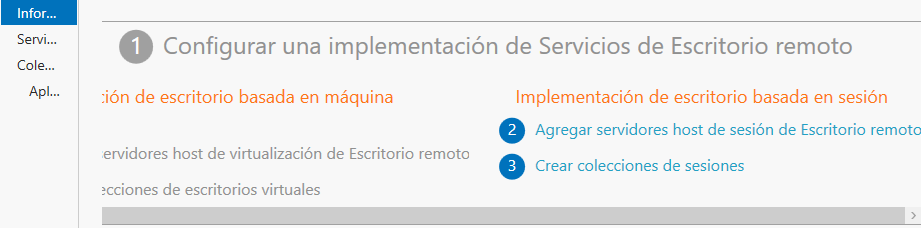 Infor...
Servi...
Cole...
Apl...
1 Configurar una implementación de Servicios de Escritorio remoto
ción de escritorio basada en máquina
servidores host de virtualización de Escritorio remoto
ecciones de escritorios virtuales
Implementación de escritorio basada en sesión
2 Agregar servidores host de sesión de Escritorio remoto
3 Crear colecciones de sesiones